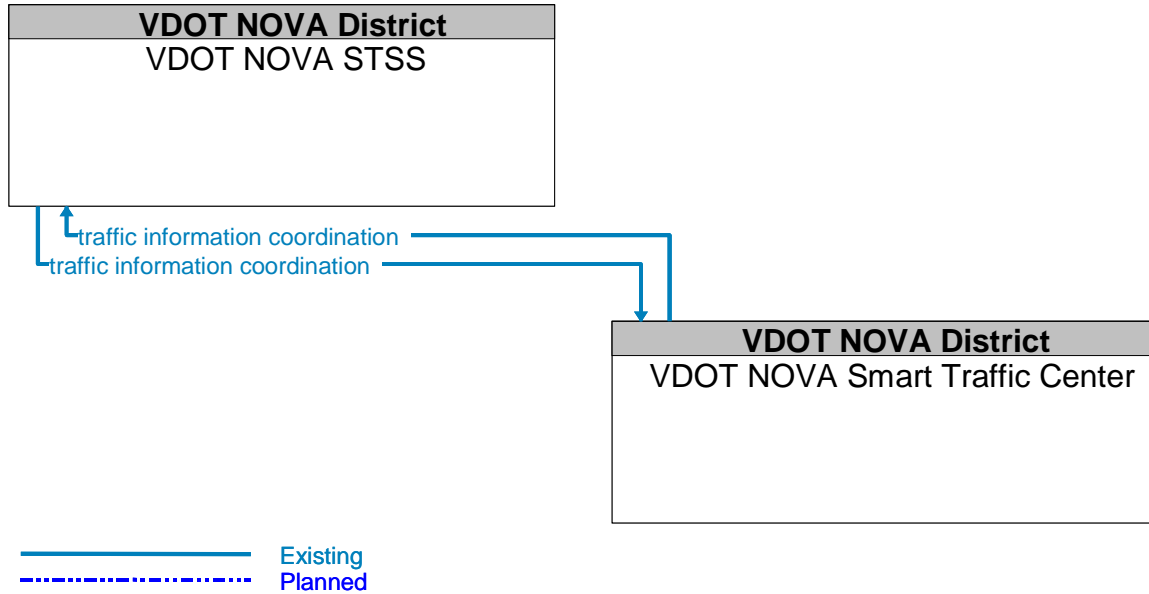 VDOT NOVA District
VDOT NOVA STSS
traffic information coordination
traffic information coordination
VDOT NOVA District
VDOT NOVA Smart Traffic Center
Existing
Planned